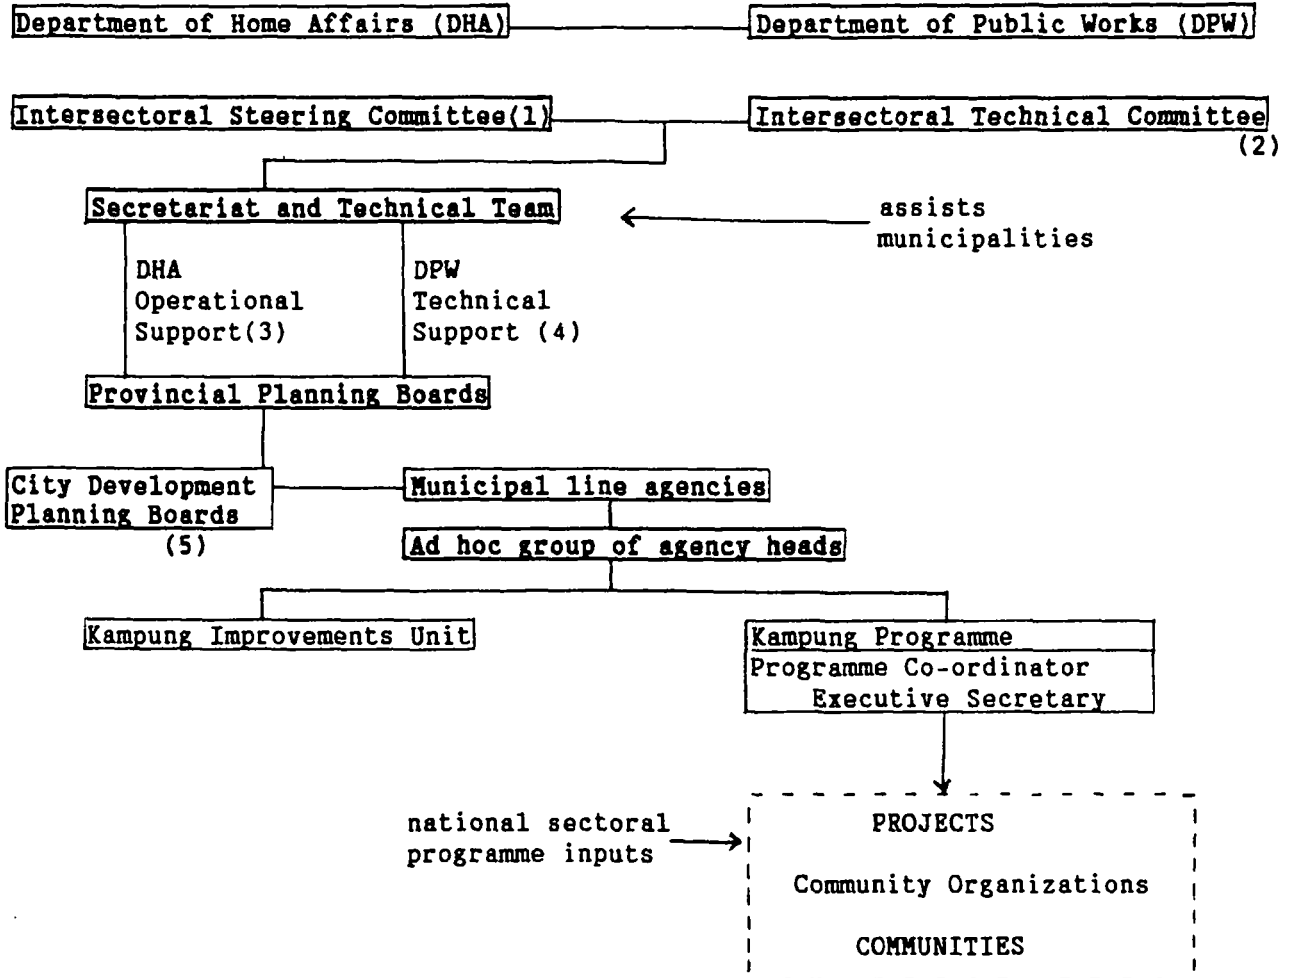 Department of Home Affairs (DHA)
Department of Public Works (DPW)
Intersectoral Steering Committee(1)
Intersectoral Technical Committee
(2)
Secretariat and Technical Team
assists
municipalities
DHA
Operational
Support(3)
DPW
Technical
Support (4)
Provincial Planning Boards
City Development
Planning Boards
(5)
Municipal line agencies
Ad hoc group of agency heads
Kampung Improvements Unit
Kampung Programme
Programme Co-ordinator
Executive Secretary
national sectoral
programme inputs
PROJECTS
Community Organizations
COMMUNITIES